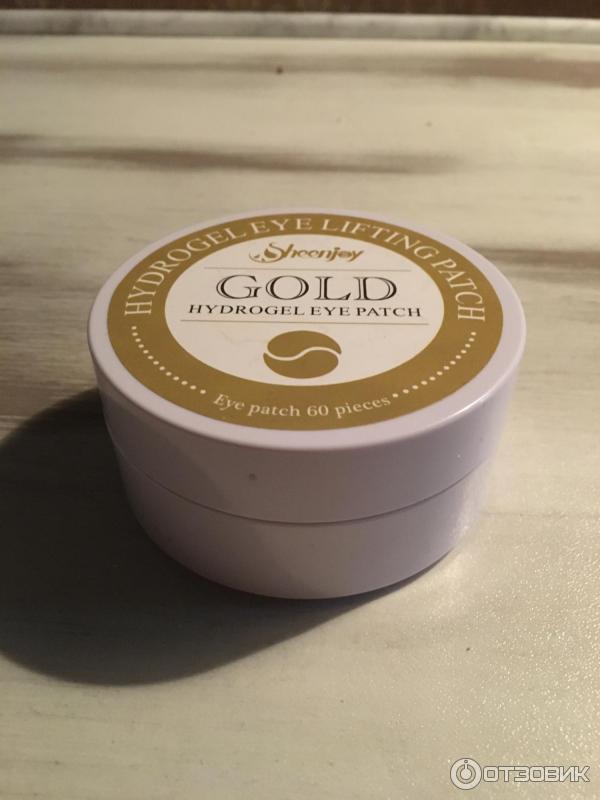 HYDROGEL EYE LIFTING PATCH
Sheenjoy
GOLD
HYDROGEL EYE PATCH
Eye patch 60 pieces
ОТЗОВИК